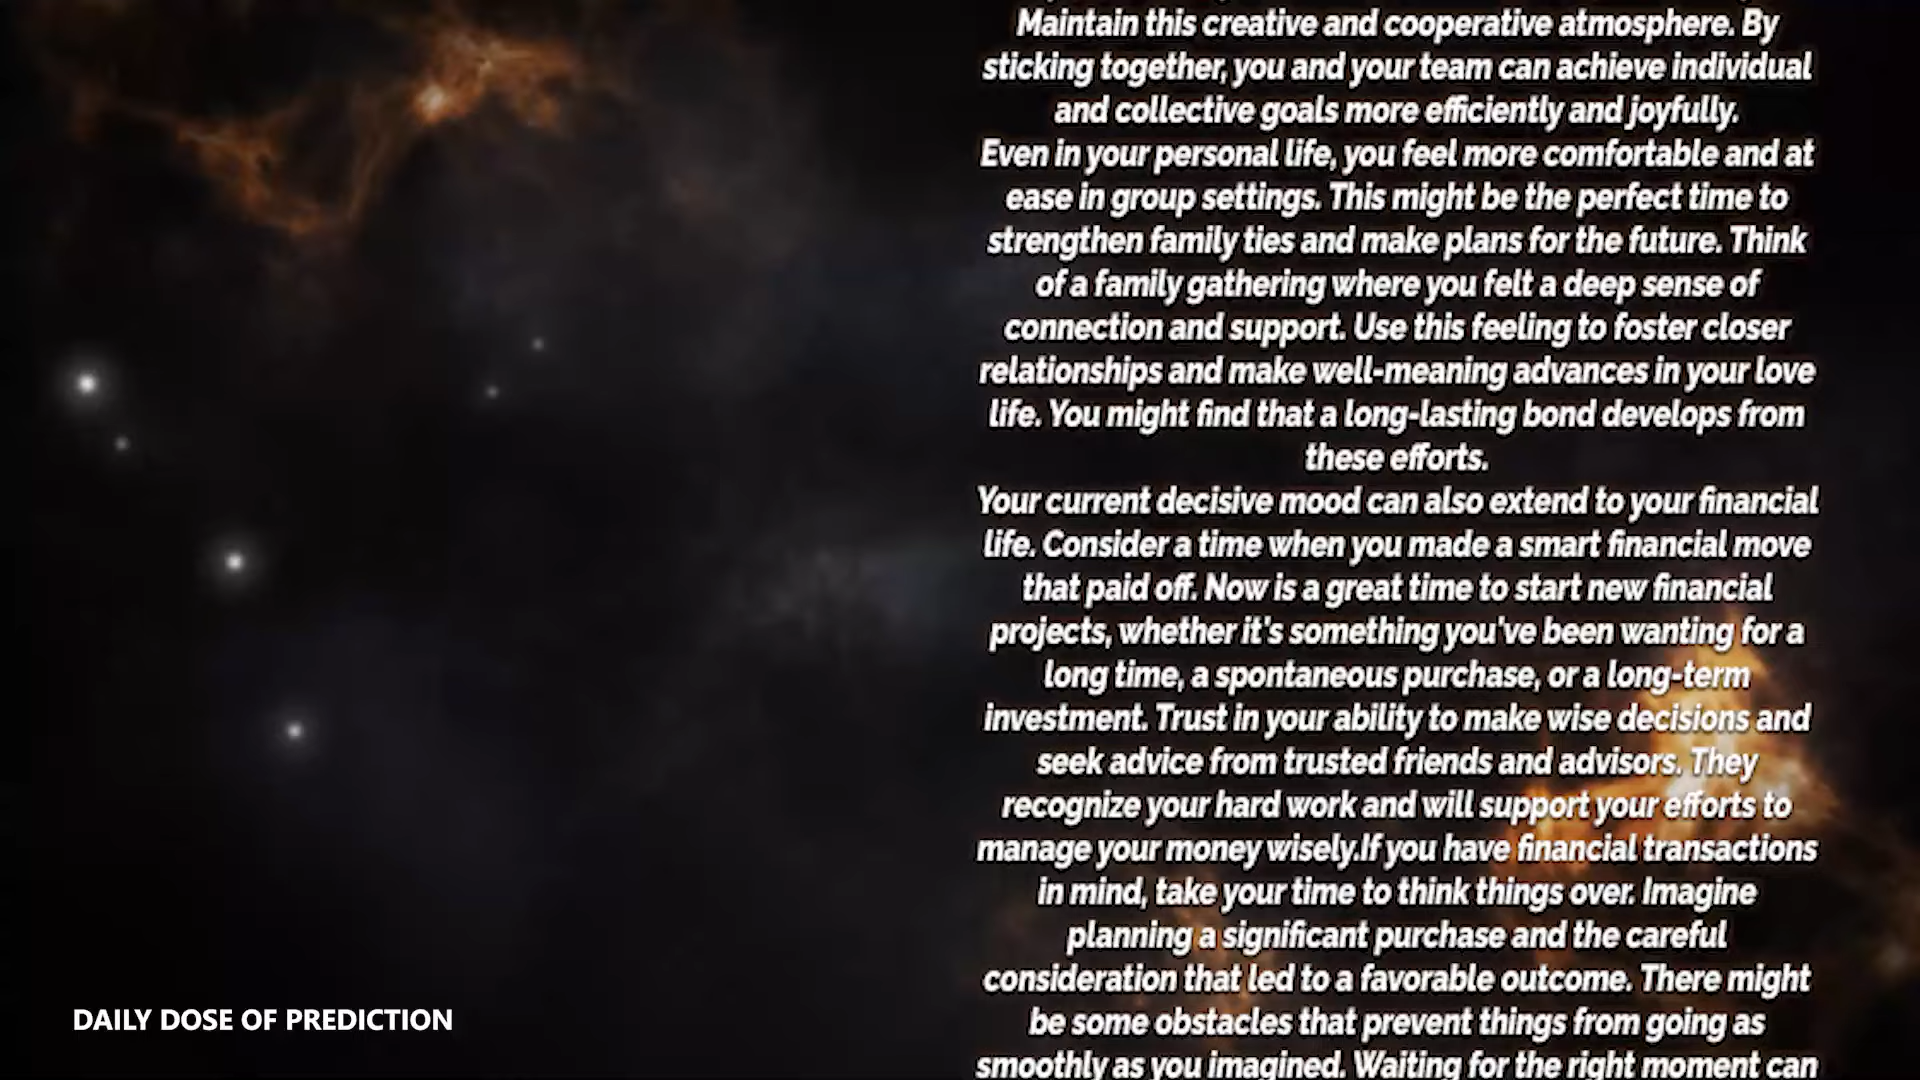 Maintain this creative and cooperative atmosphere. By
sticking together, you and your team can achieve individual
and collective goals more efficiently and joyfully.
Even in your personal life, you feel more comfortable and at
ease in group settings. This might be the perfect time to
strengthen family ties and make plans for the future. Think
of a family gathering where you felt a deep sense of
connection and support. Use this feeling to foster closer
relationships and make well-meaning advances in your love
life. You might find that a long-lasting bond develops from
these efforts.
Your current decisive mood can also extend to your financial
life. Consider a time when you made a smart financial move
that paid off. Now is a great time to start new financial
projects, whether it's something you've been wanting for a
long time, a spontaneous purchase, or a long-term
investment. Trust in your ability to make wise decisions and
seek advice from trusted friends and advisors. They
recognize your hard work and will support your efforts to
manage your money wisely.If you have financial transactions
in mind, take your time to think things over. Imagine
planning a significant purchase and the careful
consideration that led to a favorable outcome. There might
be some obstacles that prevent things from going as
smoothly as you imagined. Waiting for the right moment can
DAILY DOSE OF PREDICTION